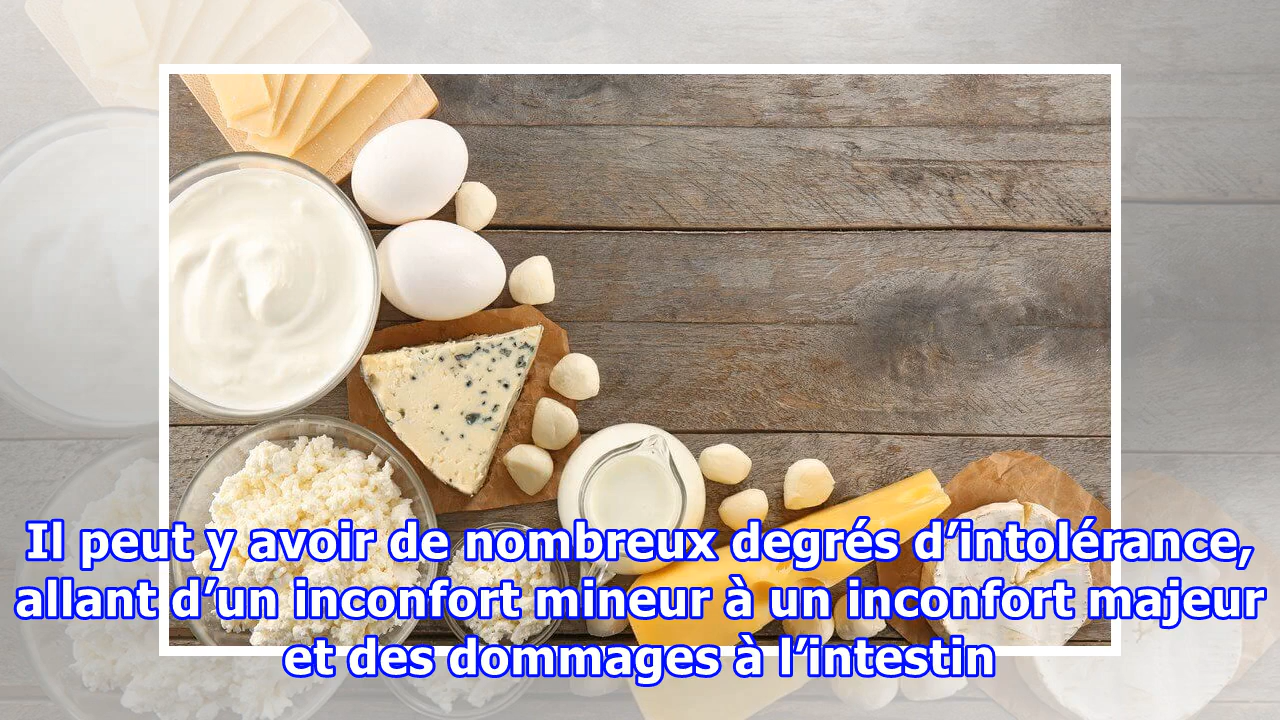 Il peut y avoir de nombreux degrés d’intolérance,
allant d’un inconfort mineur à un inconfort majeur
et des dommages à l’intestin